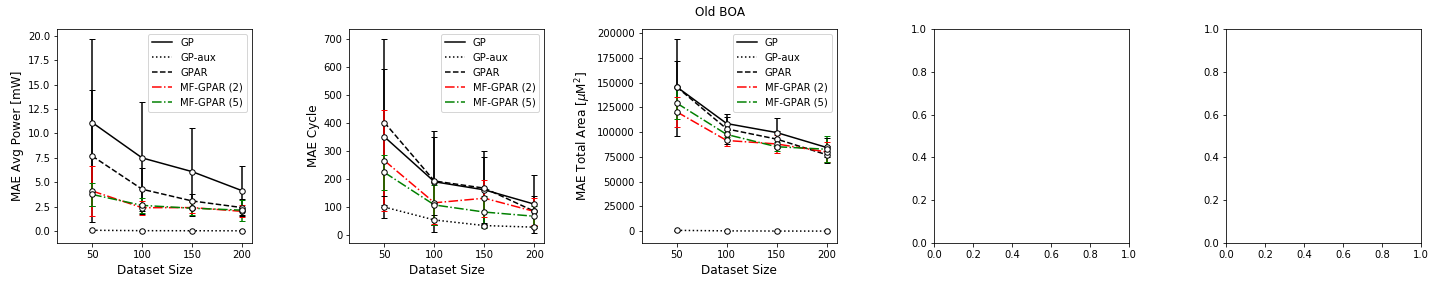 Old BOA
MAE Avg Power [mW]
20.0
17.5
15.0
12.5
10.0
7.5
5.0
2.5
0.0
GP
GP-aux
GPAR
MF-GPAR (2)
MF-GPAR (5)
50 100 150 200
Dataset Size
MAE Cycle
700
600
500
400
300
200
100
0
GP
GP-aux
GPAR
MF-GPAR (2)
MF-GPAR (5)
50 100 150 200
Dataset Size
MAE Total Area [μM²]
200000
175000
150000
125000
100000
75000
50000
25000
0
GP
GP-aux
GPAR
MF-GPAR (2)
MF-GPAR (5)
50 100 150 200
Dataset Size
1.0
0.8
0.6
0.4
0.2
0.0
0.0 0.2 0.4 0.6 0.8 1.0
1.0
0.8
0.6
0.4
0.2
0.0
0.0 0.2 0.4 0.6 0.8 1.0